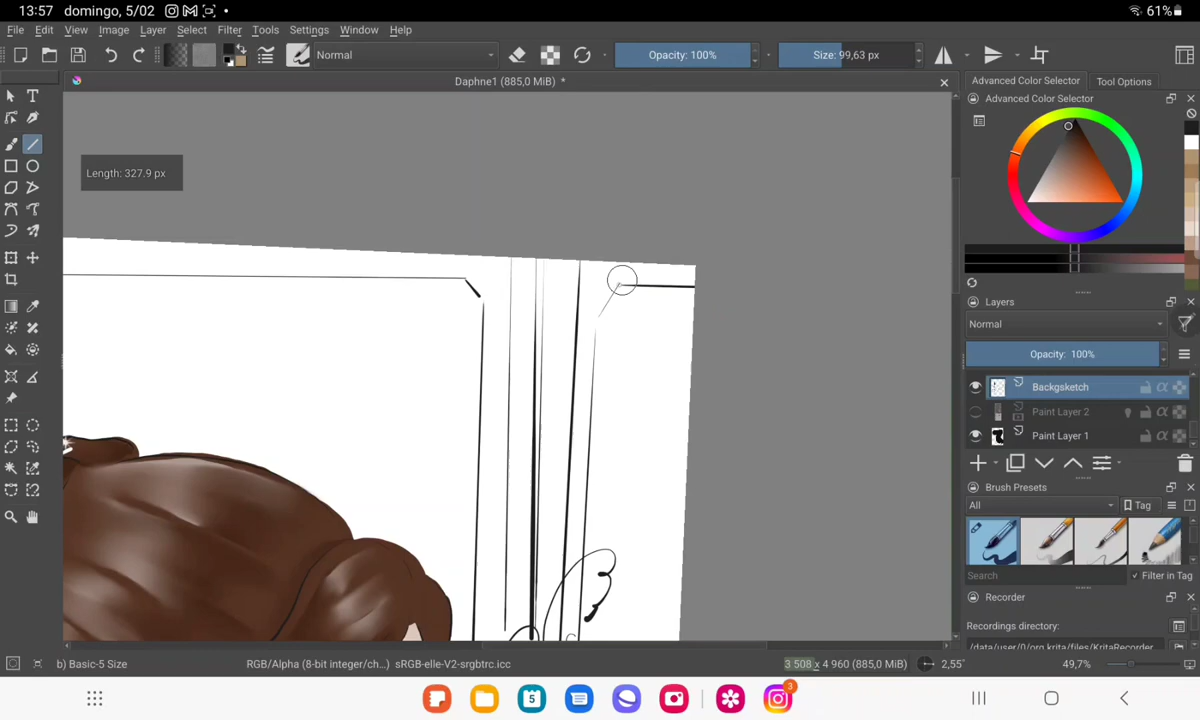 13:57 domingo, 5/02
61%
File Edit View Image Layer Select Filter Tools Settings Window Help
Normal
Opacity: 100%
Size: 99,63 px
Daphne1 (885,0 MiB) *
Advanced Color Selector
Tool Options
Advanced Color Selector
Length: 327.9 px
Layers
Normal
Opacity: 100%
Backgsketch
Paint Layer 2
Paint Layer 1
Brush Presets
All
Tag
Search
Filter in Tag
Recorder
Recordings directory:
/data/user/0/org.krita/files/KritaRecorder
b) Basic-5 Size
RGB/Alpha (8-bit integer/ch...) sRGB-elle-V2-srgbtrc.icc
3 508 x 4 960 (885,0 MiB)
2,55°
49,7%
5
3